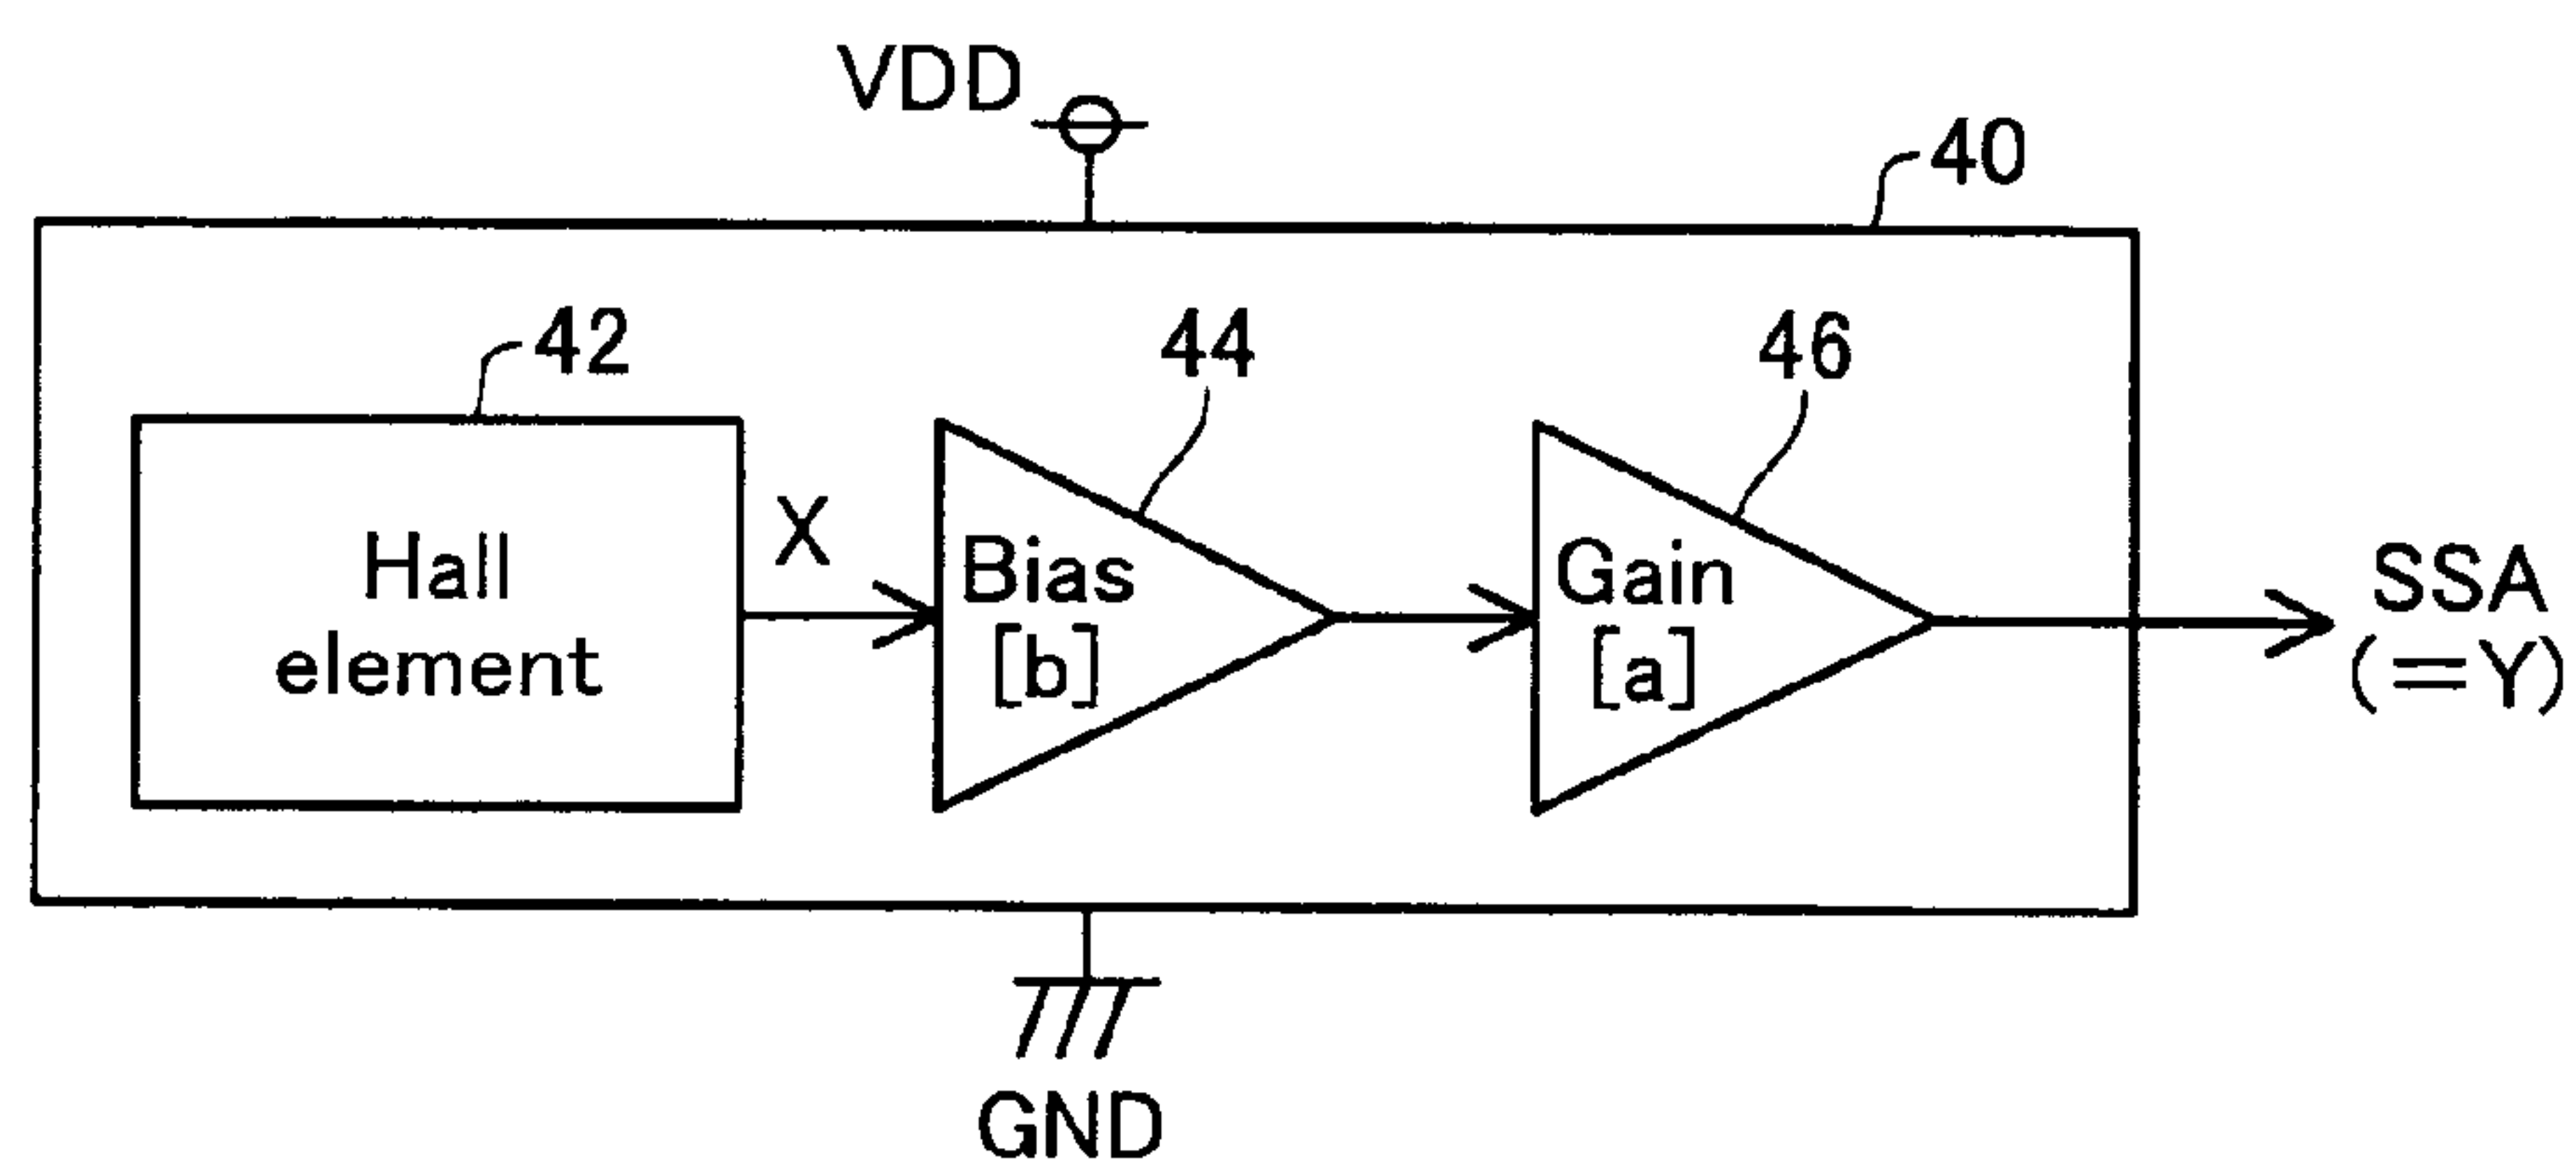 VDD
40
42
44
46
Hall
element
X
Bias
[b]
Gain
[a]
SSA
(=Y)
GND